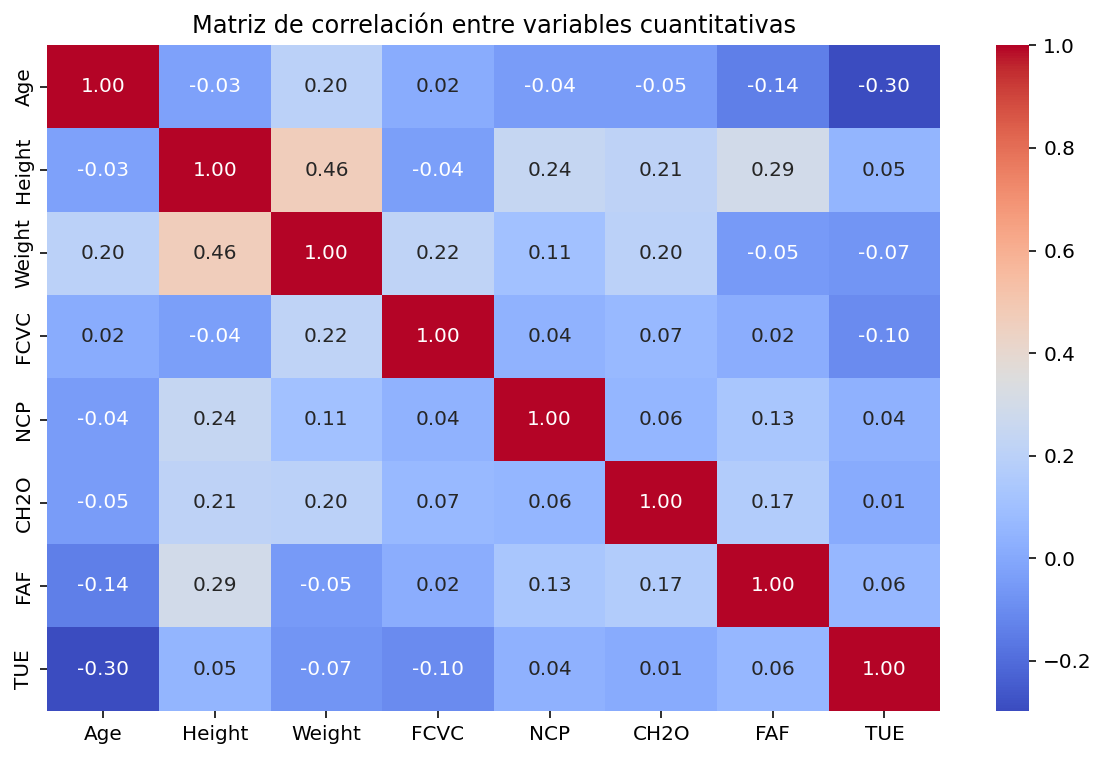 Matriz de correlación entre variables cuantitativas
Age 1.00 -0.03 0.20 0.02 -0.04 -0.05 -0.14 -0.30
Height -0.03 1.00 0.46 -0.04 0.24 0.21 0.29 0.05
Weight 0.20 0.46 1.00 0.22 0.11 0.20 -0.05 -0.07
FCVC 0.02 -0.04 0.22 1.00 0.04 0.07 0.02 -0.10
NCP -0.04 0.24 0.11 0.04 1.00 0.06 0.13 0.04
CH2O -0.05 0.21 0.20 0.07 0.06 1.00 0.17 0.01
FAF -0.14 0.29 -0.05 0.02 0.13 0.17 1.00 0.06
TUE -0.30 0.05 -0.07 -0.10 0.04 0.01 0.06 1.00
Age Height Weight FCVC NCP CH2O FAF TUE
1.0
0.8
0.6
0.4
0.2
0.0
−0.2